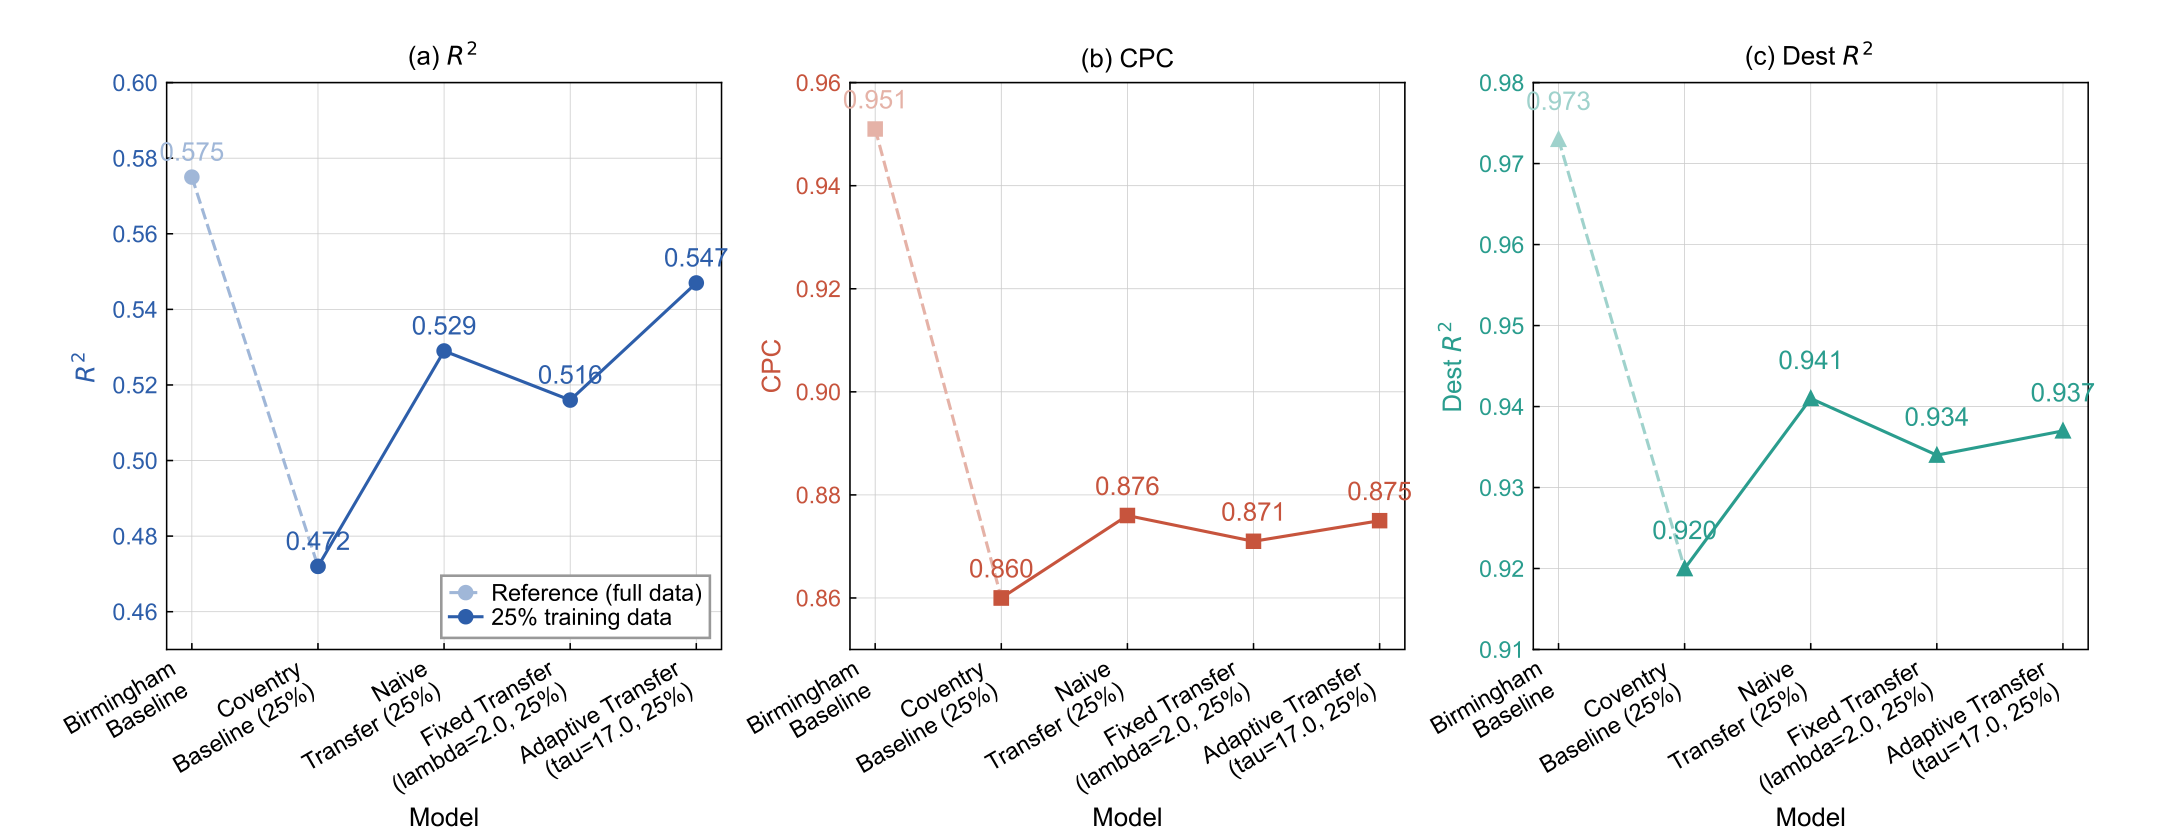 (a) R²
0.60
0.58
0.56
0.54
0.52
0.50
0.48
0.46
R²
0.575
0.472
0.529
0.516
0.547
Reference (full data)
25% training data
Birmingham
Baseline
Coventry
Baseline (25%)
Naive
Transfer (25%)
Fixed Transfer
(lambda=2.0, 25%)
Adaptive Transfer
(tau=17.0, 25%)
Model
(b) CPC
0.96
0.94
0.92
0.90
0.88
0.86
CPC
0.951
0.860
0.876
0.871
0.875
Birmingham
Baseline
Coventry
Baseline (25%)
Naive
Transfer (25%)
Fixed Transfer
(lambda=2.0, 25%)
Adaptive Transfer
(tau=17.0, 25%)
Model
(c) Dest R²
0.98
0.97
0.96
0.95
0.94
0.93
0.92
0.91
Dest R²
0.973
0.920
0.941
0.934
0.937
Birmingham
Baseline
Coventry
Baseline (25%)
Naive
Transfer (25%)
Fixed Transfer
(lambda=2.0, 25%)
Adaptive Transfer
(tau=17.0, 25%)
Model